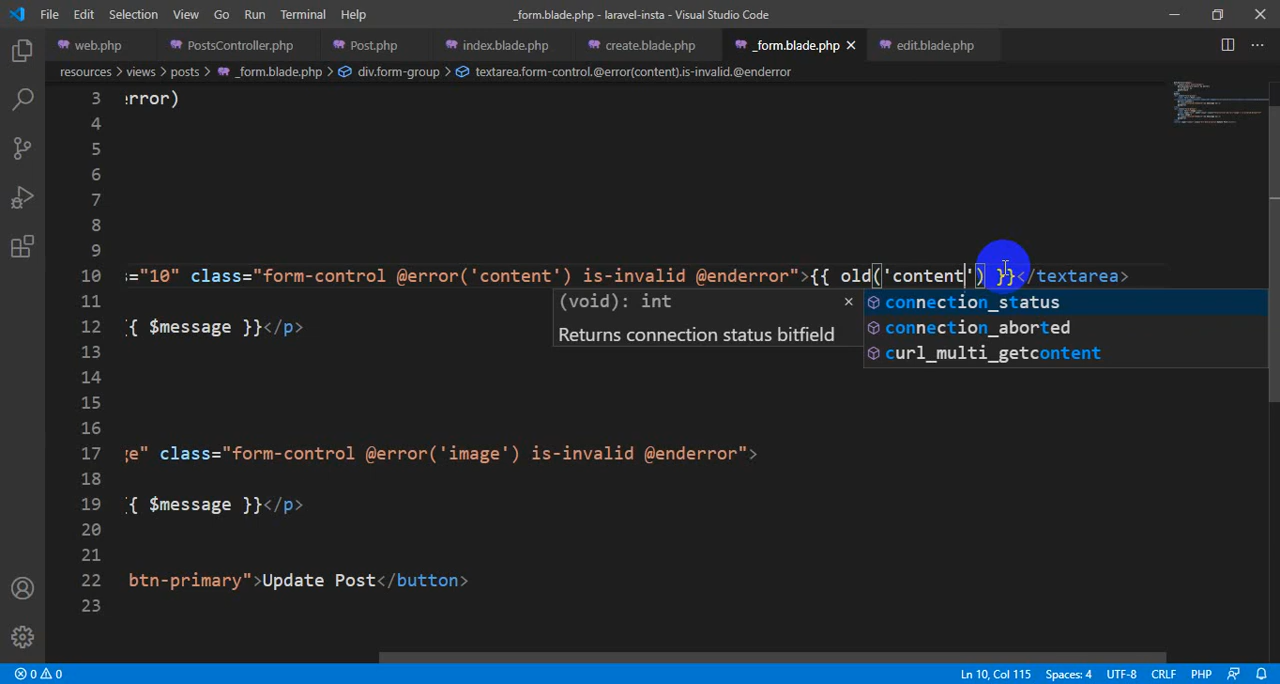 File Edit Selection View Go Run Terminal Help _form.blade.php - laravel-insta - Visual Studio Code
web.php PostsController.php Post.php index.blade.php create.blade.php _form.blade.php edit.blade.php
resources > views > posts > _form.blade.php > div.form-group > textarea.form-control.@error(content).is-invalid.@enderror
3 error)
4
5
6
7
8
9
10 s="10" class="form-control @error('content') is-invalid @enderror">{{ old('content') }}</textarea>
(void): int
Returns connection status bitfield
connection_status
connection_aborted
curl_multi_getcontent
11
12 {{ $message }}</p>
13
14
15
16
17 ge" class="form-control @error('image') is-invalid @enderror">
18
19 {{ $message }}</p>
20
21
22 btn-primary">Update Post</button>
23
0 0 Ln 10, Col 115 Spaces: 4 UTF-8 CRLF PHP